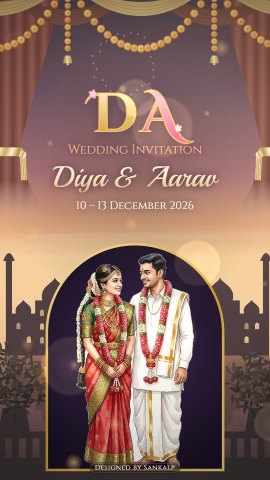 DA
WEDDING INVITATION
Diya & Aarav
10 – 13 DECEMBER 2026
DESIGNED BY SANKALP